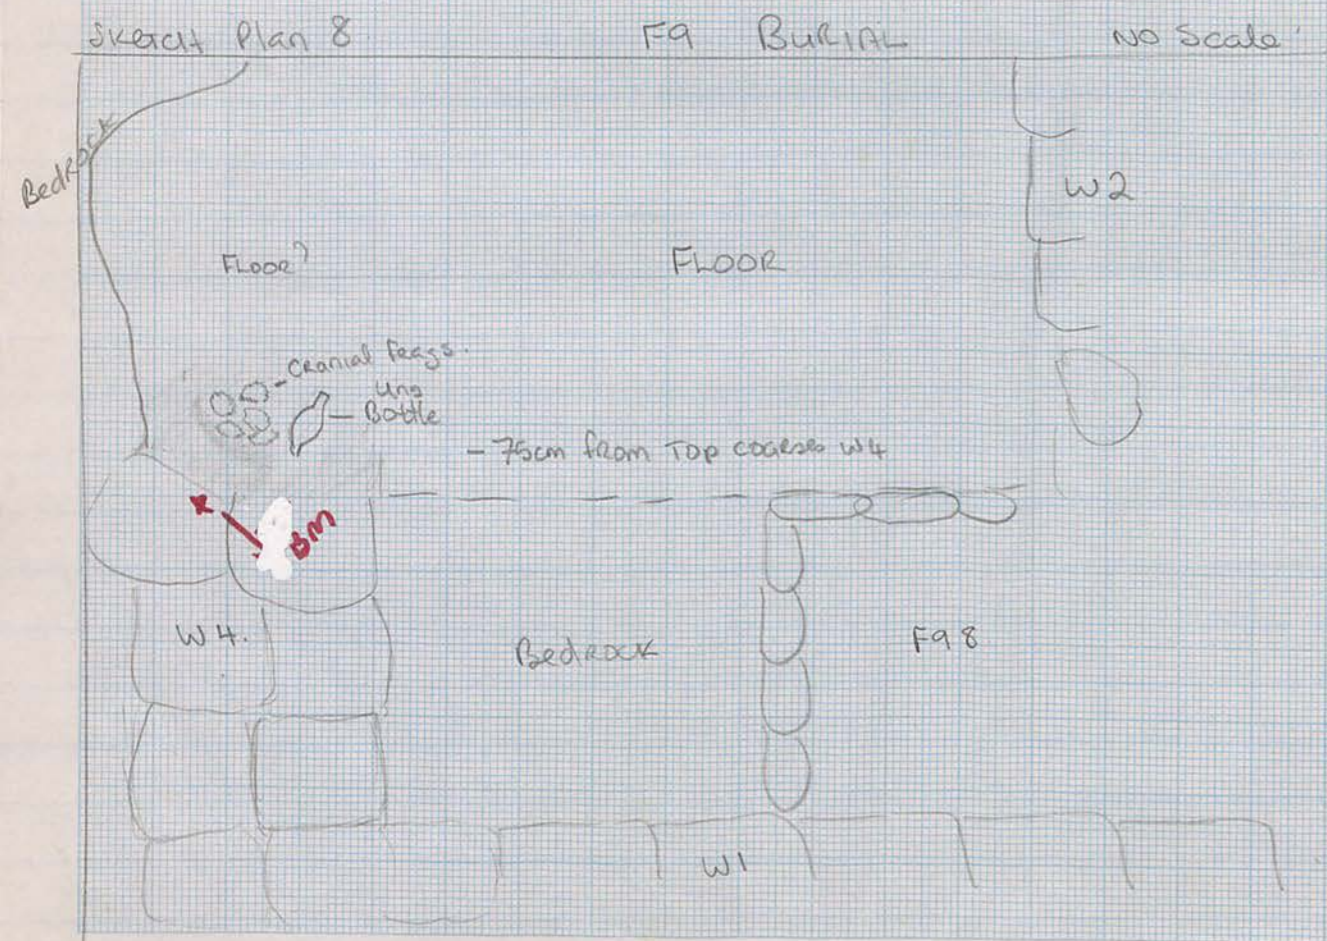 Sketch Plan 8
F9 BURIAL
No Scale
Bedrock
W2
FLOOR?
FLOOR
Cranial frags.
Ung
Bottle
- 75cm from Top coarses W4
BM
W4.
Bedrock
F98
W1